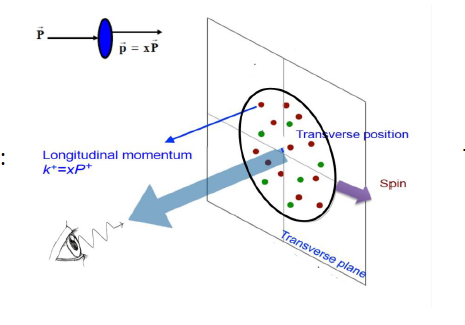 P⃗
p⃗ = xP⃗
:
Transverse position
Longitudinal momentum
k⁺=xP⁺
Spin
Transverse plane